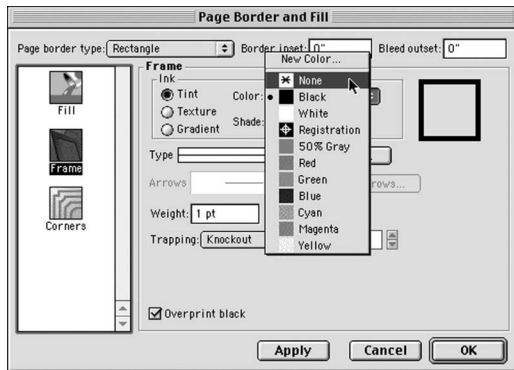 Page Border and Fill
Page border type: Rectangle Border inset: 0" Bleed outset: 0"
New Color...
Fill
Frame
Corners
Frame
Ink
Tint
Texture
Gradient
Color:
Shade:
None
Black
White
Registration
50% Gray
Red
Green
Blue
Cyan
Magenta
Yellow
Type
Arrows
Weight: 1 pt
Trapping: Knockout
Overprint black
Apply Cancel OK